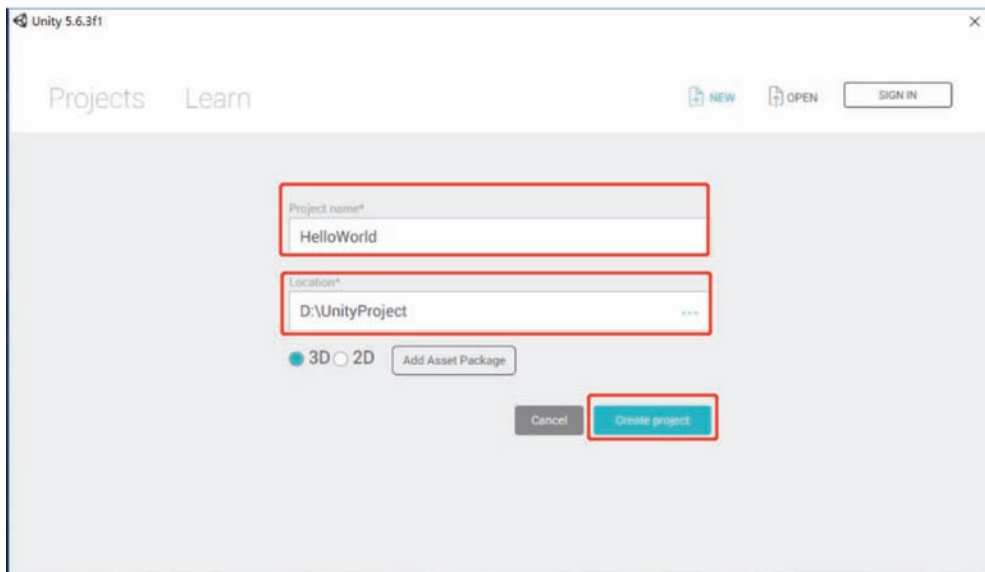 Unity 5.6.3f1
Projects Learn NEW OPEN SIGN IN
Project name*
HelloWorld
Location*
D:\UnityProject
3D 2D Add Asset Package
Cancel Create project